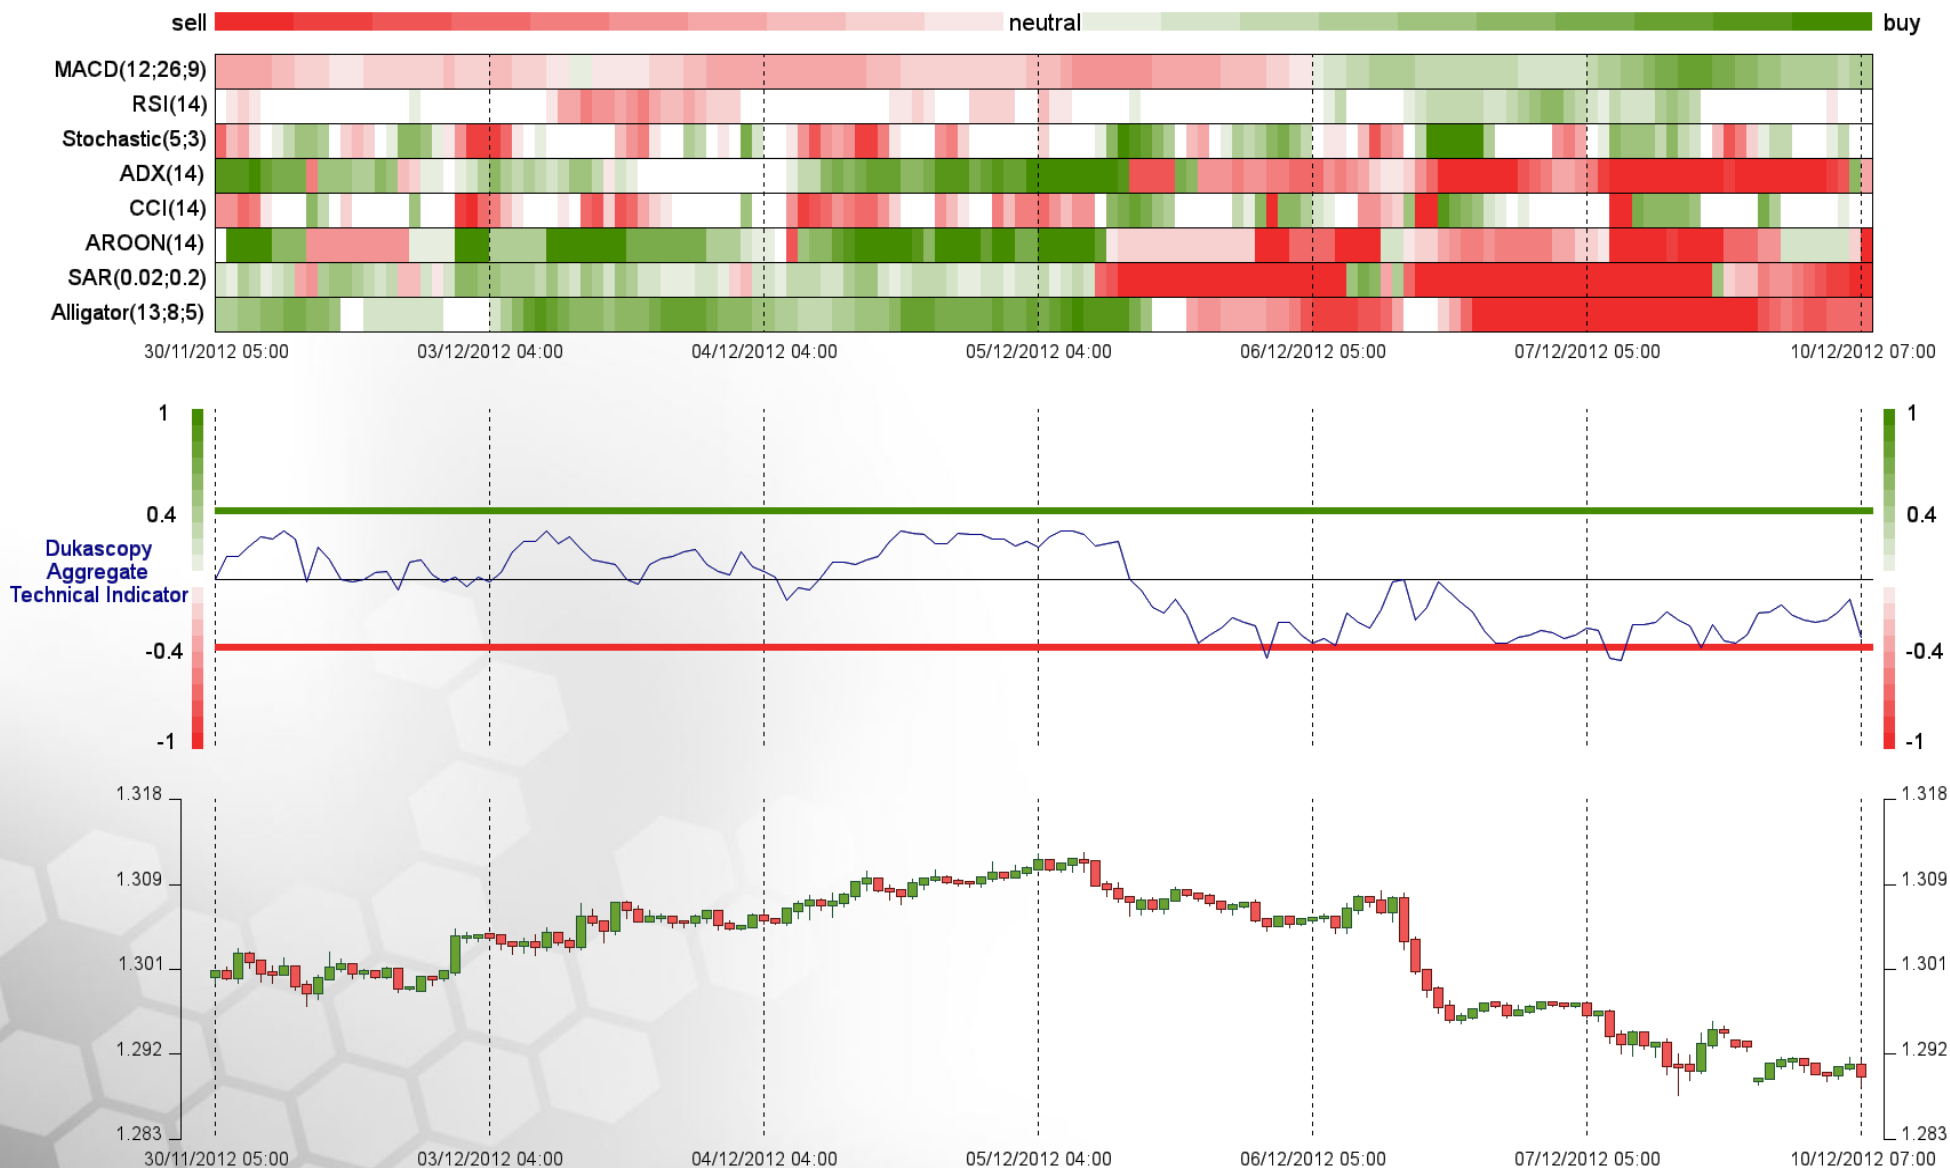 sell neutral buy
MACD(12;26;9)
RSI(14)
Stochastic(5;3)
ADX(14)
CCI(14)
AROON(14)
SAR(0.02;0.2)
Alligator(13;8;5)
30/11/2012 05:00 03/12/2012 04:00 04/12/2012 04:00 05/12/2012 04:00 06/12/2012 05:00 07/12/2012 05:00 10/12/2012 07:00
1 1
0.4 0.4
Dukascopy
Aggregate
Technical Indicator
-0.4 -0.4
-1 -1
1.318 1.318
1.309 1.309
1.301 1.301
1.292 1.292
1.283 1.283
30/11/2012 05:00 03/12/2012 04:00 04/12/2012 04:00 05/12/2012 04:00 06/12/2012 05:00 07/12/2012 05:00 10/12/2012 07:00